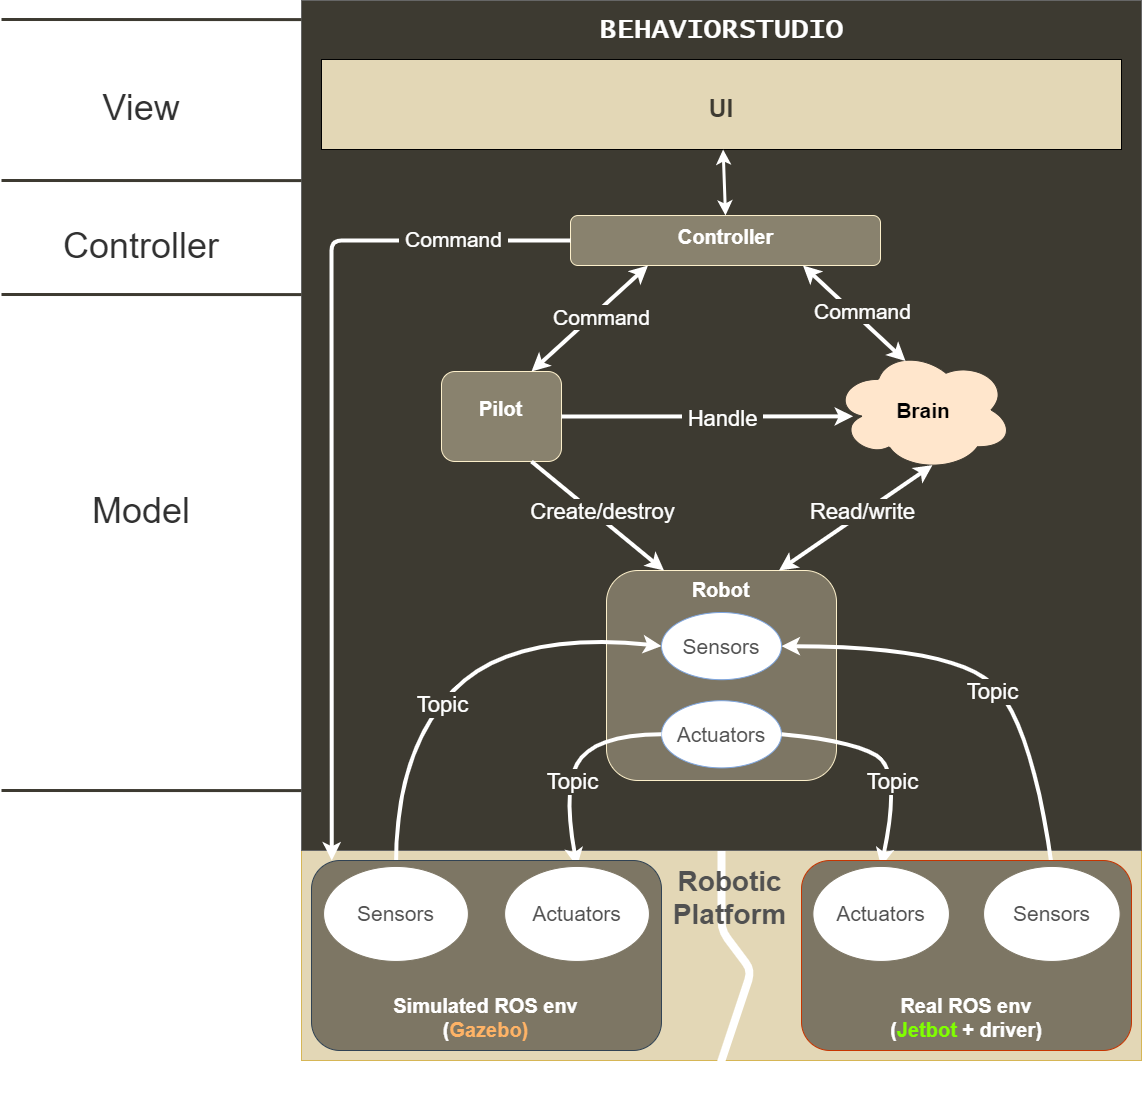 BEHAVIORSTUDIO
View
UI
Controller
Command
Controller
Command
Command
Pilot
Handle
Brain
Model
Create/destroy
Read/write
Robot
Sensors
Topic
Topic
Actuators
Topic
Topic
Robotic
Platform
Sensors
Actuators
Actuators
Sensors
Simulated ROS env
(Gazebo)
Real ROS env
(Jetbot + driver)